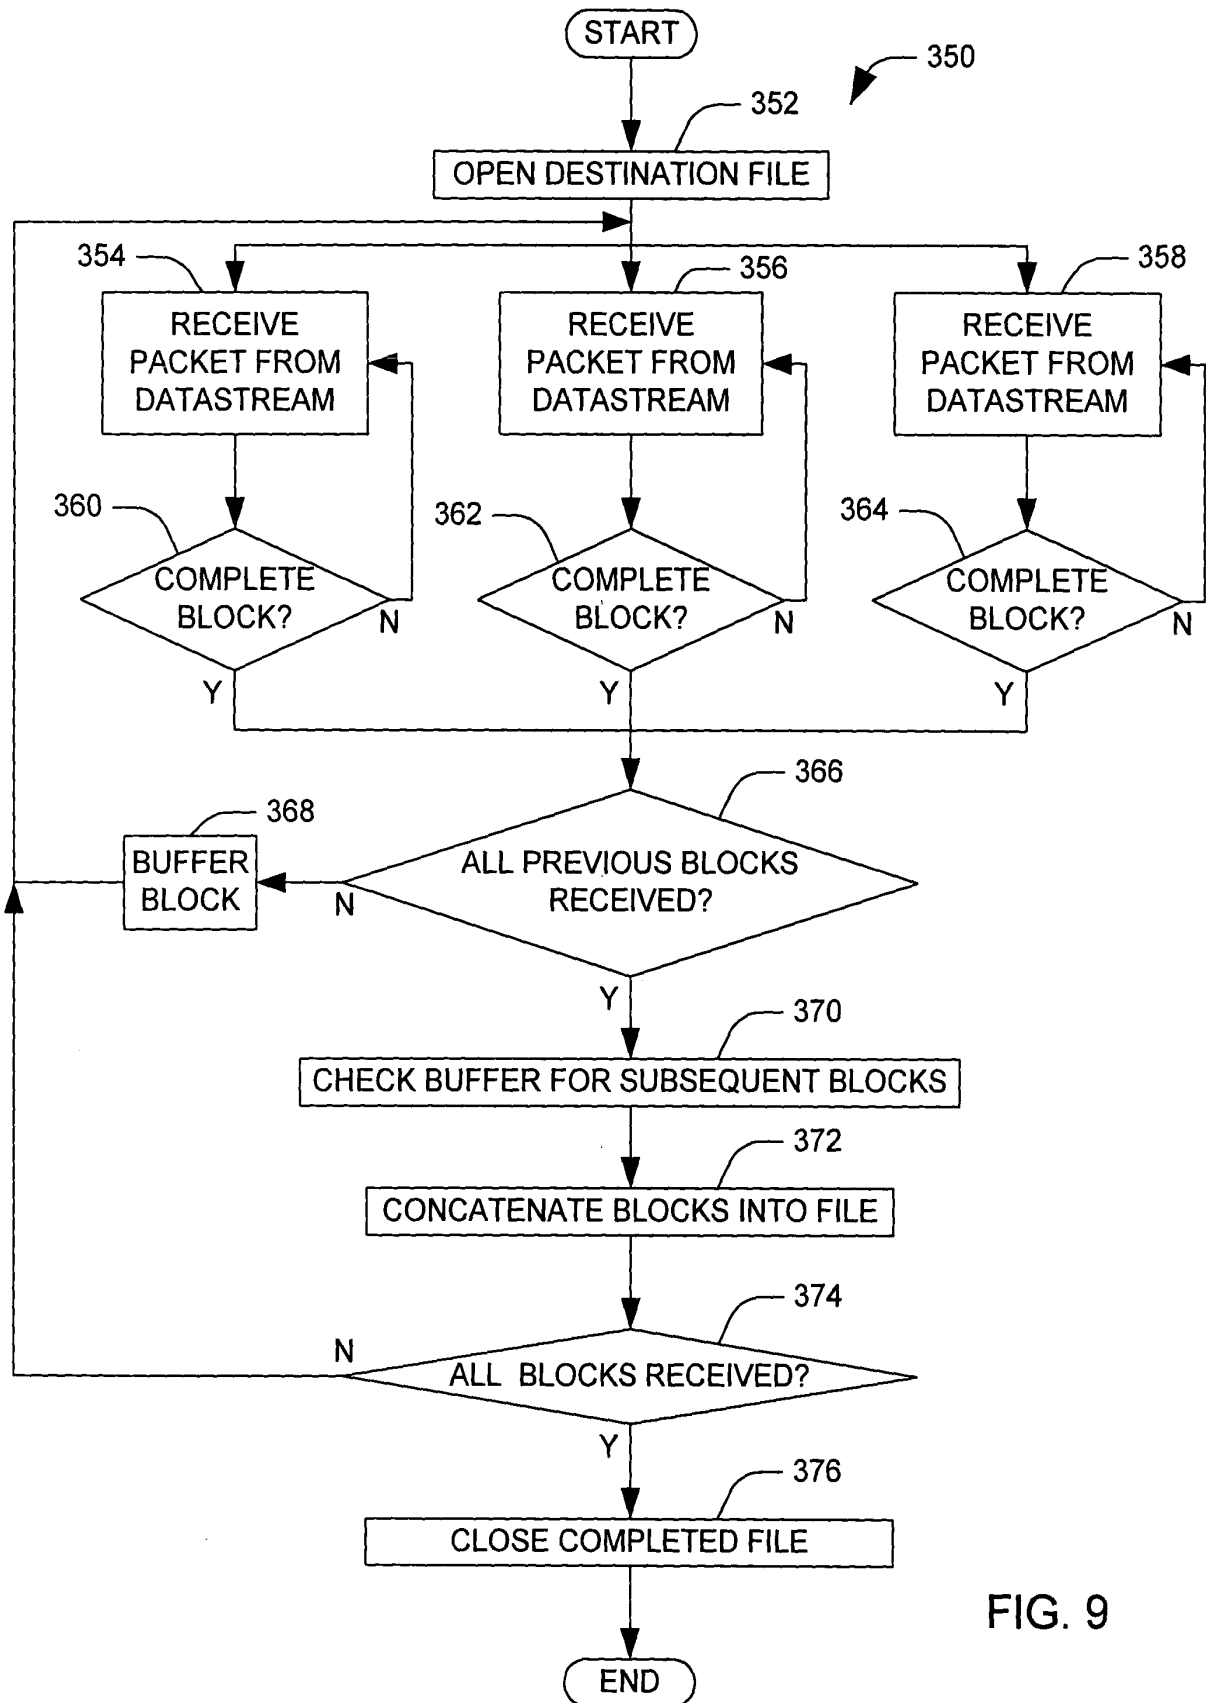 START
350
352
OPEN DESTINATION FILE
354
356
358
RECEIVE
PACKET FROM
DATASTREAM
RECEIVE
PACKET FROM
DATASTREAM
RECEIVE
PACKET FROM
DATASTREAM
360
362
364
COMPLETE
BLOCK?
N
COMPLETE
BLOCK?
N
COMPLETE
BLOCK?
N
Y
Y
Y
366
368
BUFFER
BLOCK
ALL PREVIOUS BLOCKS
RECEIVED?
N
Y
370
CHECK BUFFER FOR SUBSEQUENT BLOCKS
372
CONCATENATE BLOCKS INTO FILE
374
N
ALL BLOCKS RECEIVED?
Y
376
CLOSE COMPLETED FILE
FIG. 9
END